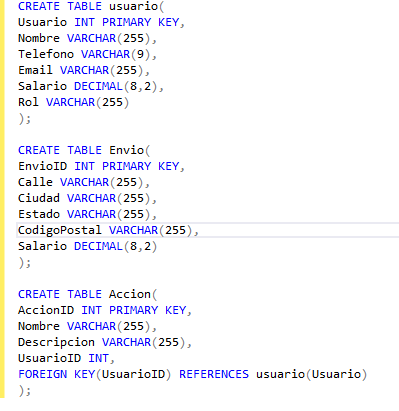 CREATE TABLE usuario(
Usuario INT PRIMARY KEY,
Nombre VARCHAR(255),
Telefono VARCHAR(9),
Email VARCHAR(255),
Salario DECIMAL(8,2),
Rol VARCHAR(255)
);
CREATE TABLE Envio(
EnvioID INT PRIMARY KEY,
Calle VARCHAR(255),
Ciudad VARCHAR(255),
Estado VARCHAR(255),
CodigoPostal VARCHAR(255),
Salario DECIMAL(8,2)
);
CREATE TABLE Accion(
AccionID INT PRIMARY KEY,
Nombre VARCHAR(255),
Descripcion VARCHAR(255),
UsuarioID INT,
FOREIGN KEY(UsuarioID) REFERENCES usuario(Usuario)
);